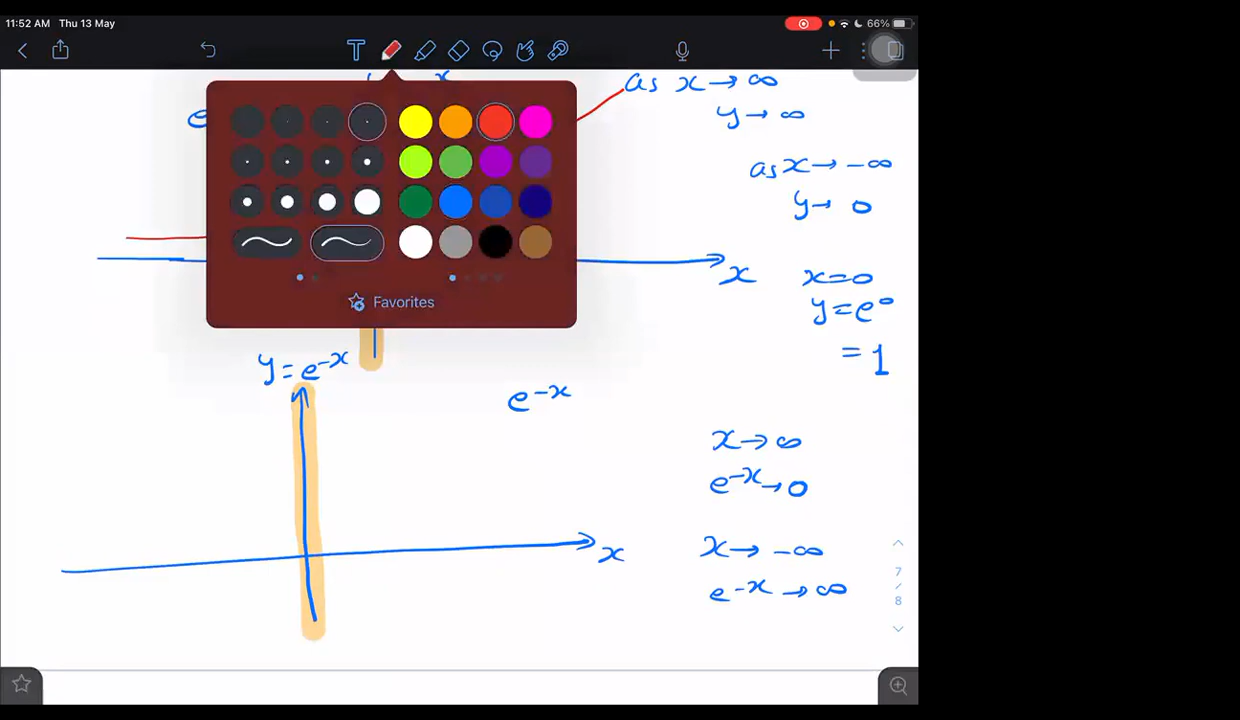 11:52 AM Thu 13 May
66%
T
as x → ∞
y → ∞
e
as x → -∞
y → 0
x
x = 0
y = e⁰
= 1
Favorites
y = e⁻ˣ
e⁻ˣ
x → ∞
e⁻ˣ → 0
x
x → -∞
e⁻ˣ → ∞
7
/
8